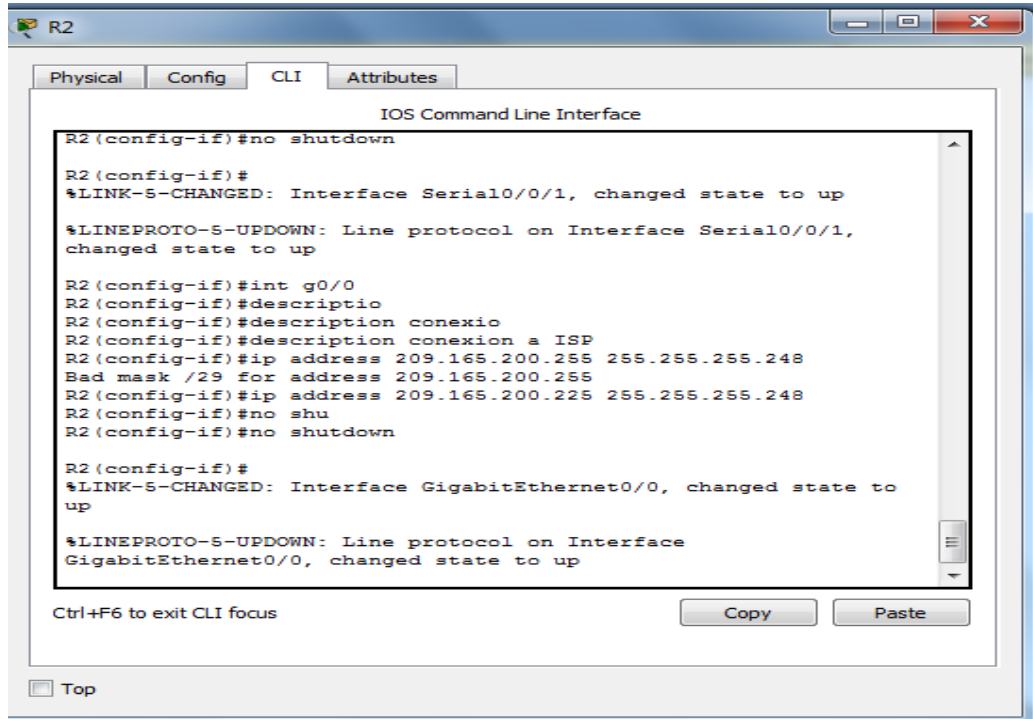 R2
Physical Config CLI Attributes
IOS Command Line Interface
R2(config-if)#no shutdown
R2(config-if)#
%LINK-5-CHANGED: Interface Serial0/0/1, changed state to up
%LINEPROTO-5-UPDOWN: Line protocol on Interface Serial0/0/1,
changed state to up
R2(config-if)#int g0/0
R2(config-if)#descriptio
R2(config-if)#description conexio
R2(config-if)#description conexion a ISP
R2(config-if)#ip address 209.165.200.255 255.255.255.248
Bad mask /29 for address 209.165.200.255
R2(config-if)#ip address 209.165.200.225 255.255.255.248
R2(config-if)#no shu
R2(config-if)#no shutdown
R2(config-if)#
%LINK-5-CHANGED: Interface GigabitEthernet0/0, changed state to
up
%LINEPROTO-5-UPDOWN: Line protocol on Interface
GigabitEthernet0/0, changed state to up
Ctrl+F6 to exit CLI focus
Copy Paste
Top